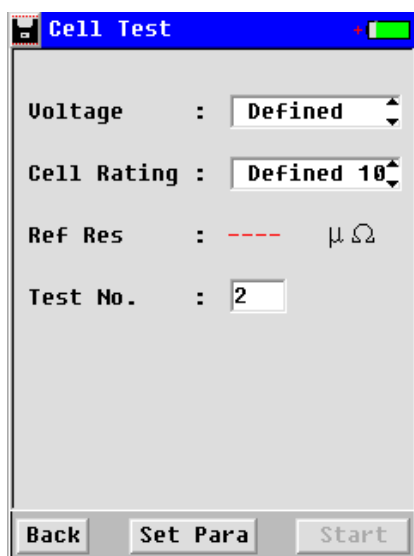 Cell Test
Voltage : Defined
Cell Rating : Defined 10
Ref Res : ---- μΩ
Test No. : 2
Back Set Para Start